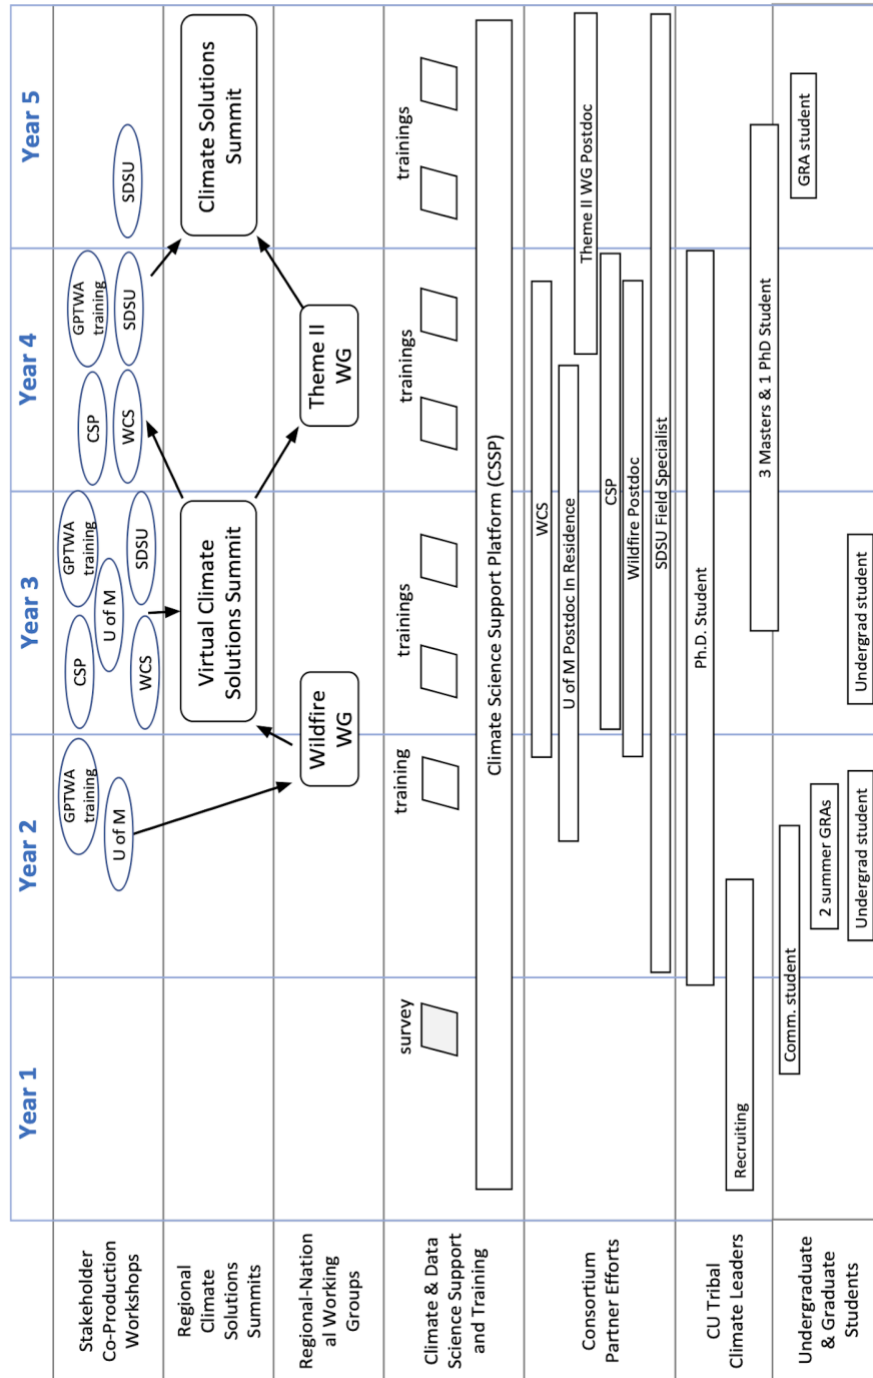 Year 1
Year 2
Year 3
Year 4
Year 5
Stakeholder
Co-Production
Workshops
GPTWA
training
U of M
CSP
GPTWA
training
U of M
WCS
SDSU
CSP
GPTWA
training
WCS
SDSU
SDSU
Regional
Climate
Solutions
Summits
Virtual Climate
Solutions Summit
Climate Solutions
Summit
Regional-Nation
al Working
Groups
Wildfire
WG
Theme II
WG
Climate & Data
Science Support
and Training
survey
training
trainings
trainings
trainings
Climate Science Support Platform (CSSP)
Consortium
Partner Efforts
WCS
U of M Postdoc In Residence
Theme II WG Postdoc
CSP
Wildfire Postdoc
SDSU Field Specialist
CU Tribal
Climate Leaders
Ph.D. Student
Recruiting
3 Masters & 1 PhD Student
Undergraduate
& Graduate
Students
Comm. student
2 summer GRAs
Undergrad student
Undergrad student
GRA student